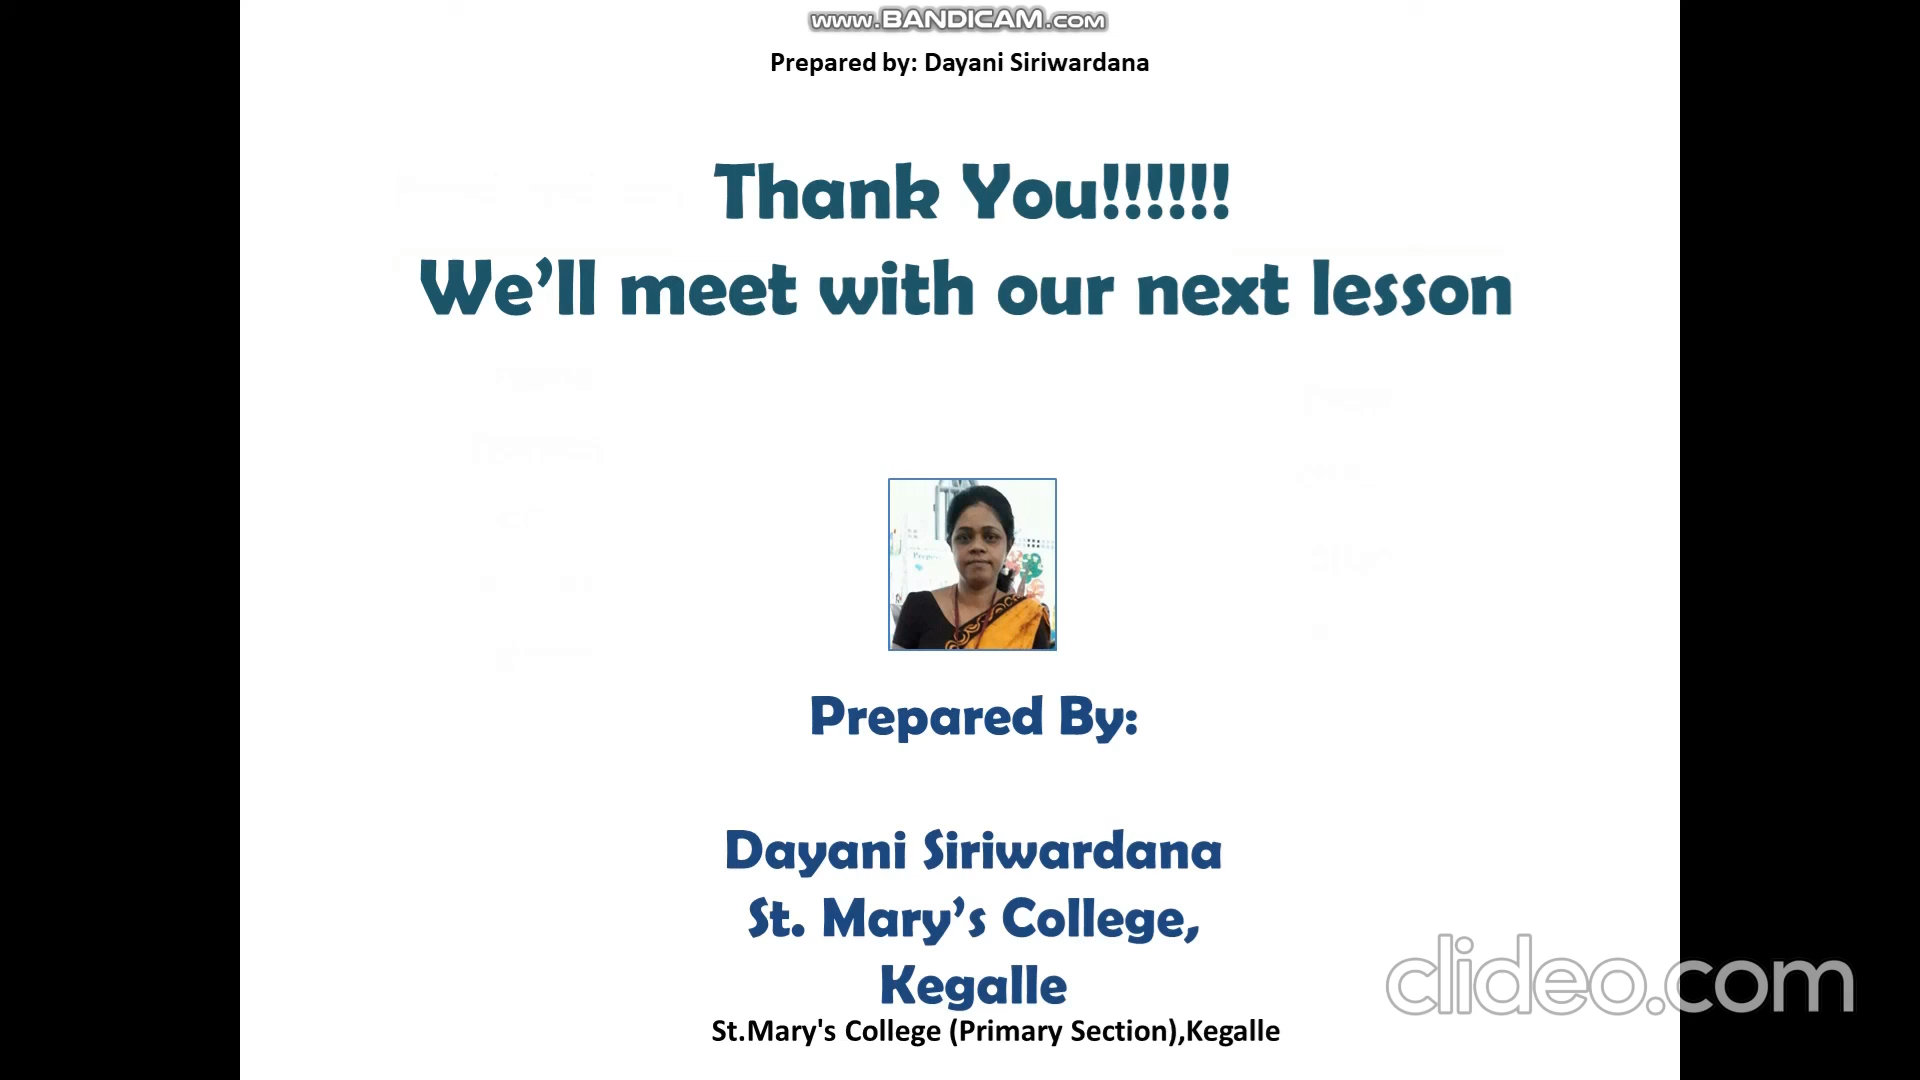 www.BANDICAM.com
Prepared by: Dayani Siriwardana
Thank You!!!!!!
We’ll meet with our next lesson
Prepared By:
Dayani Siriwardana
St. Mary’s College,
Kegalle
clideo.com
St.Mary's College (Primary Section),Kegalle